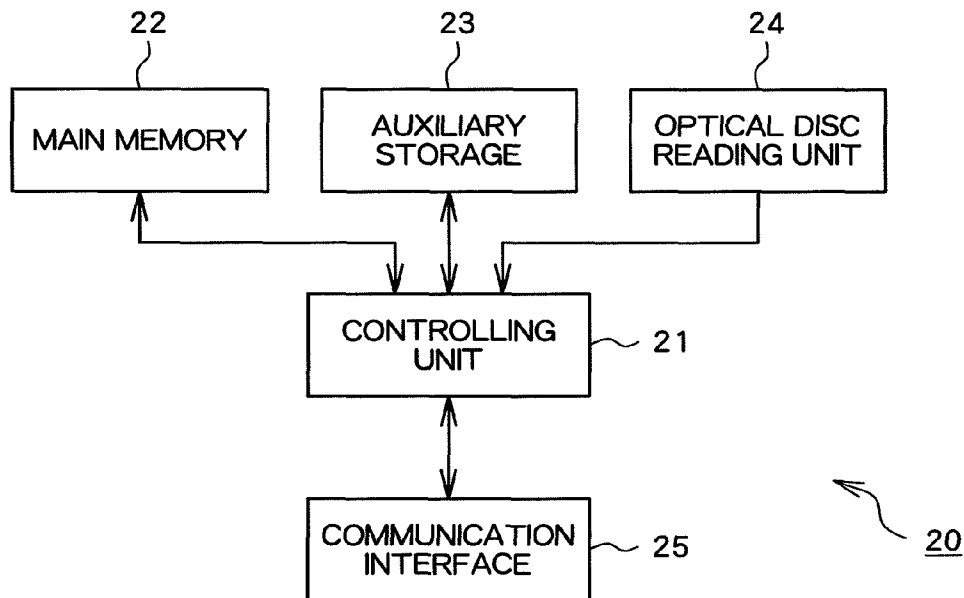 22
23
24
MAIN MEMORY
AUXILIARY
STORAGE
OPTICAL DISC
READING UNIT
CONTROLLING
UNIT
21
COMMUNICATION
INTERFACE
25
20